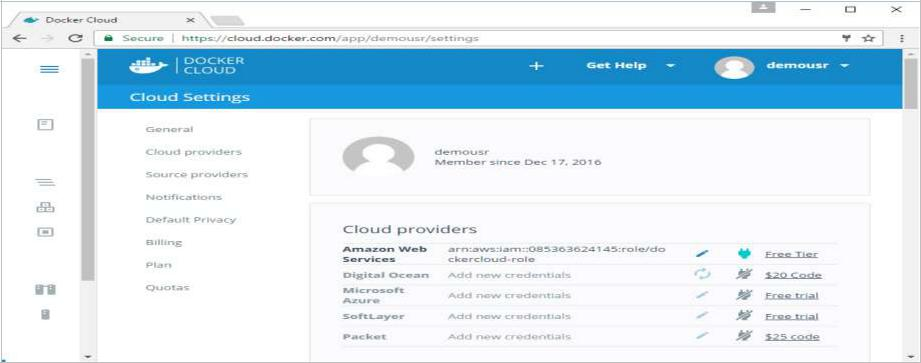 Docker Cloud
Secure | https://cloud.docker.com/app/demousr/settings
DOCKER
CLOUD
Get Help
demousr
Cloud Settings
General
Cloud providers
Source providers
Notifications
Default Privacy
Billing
Plan
Quotas
demousr
Member since Dec 17, 2016
Cloud providers
Amazon Web
Services
arn:aws:iam::085363624145:role/do
ckercloud-role
Free Tier
Digital Ocean
Add new credentials
$20 Code
Microsoft
Azure
Add new credentials
Free trial
SoftLayer
Add new credentials
Free trial
Packet
Add new credentials
$25 code